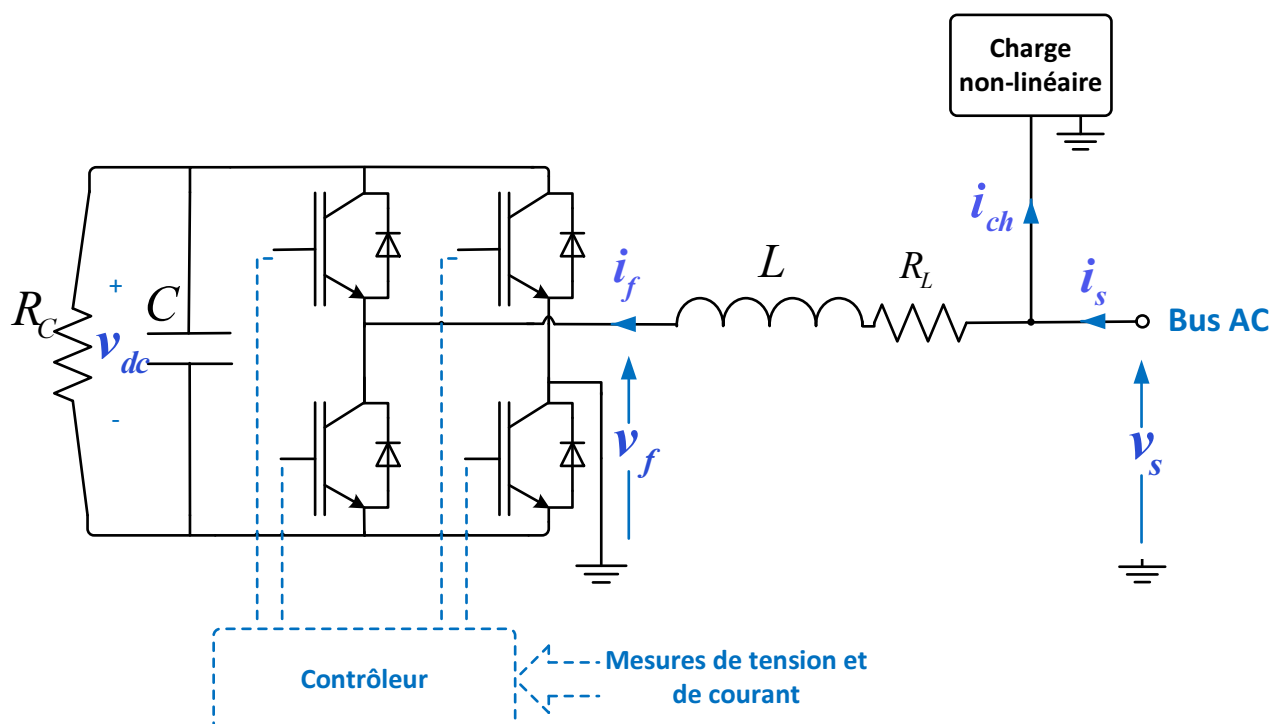 Charge
non-linéaire
i_ch
L
R_L
i_f
i_s
Bus AC
R_C
+
v_dc
-
C
v_f
v_s
Contrôleur
Mesures de tension et
de courant